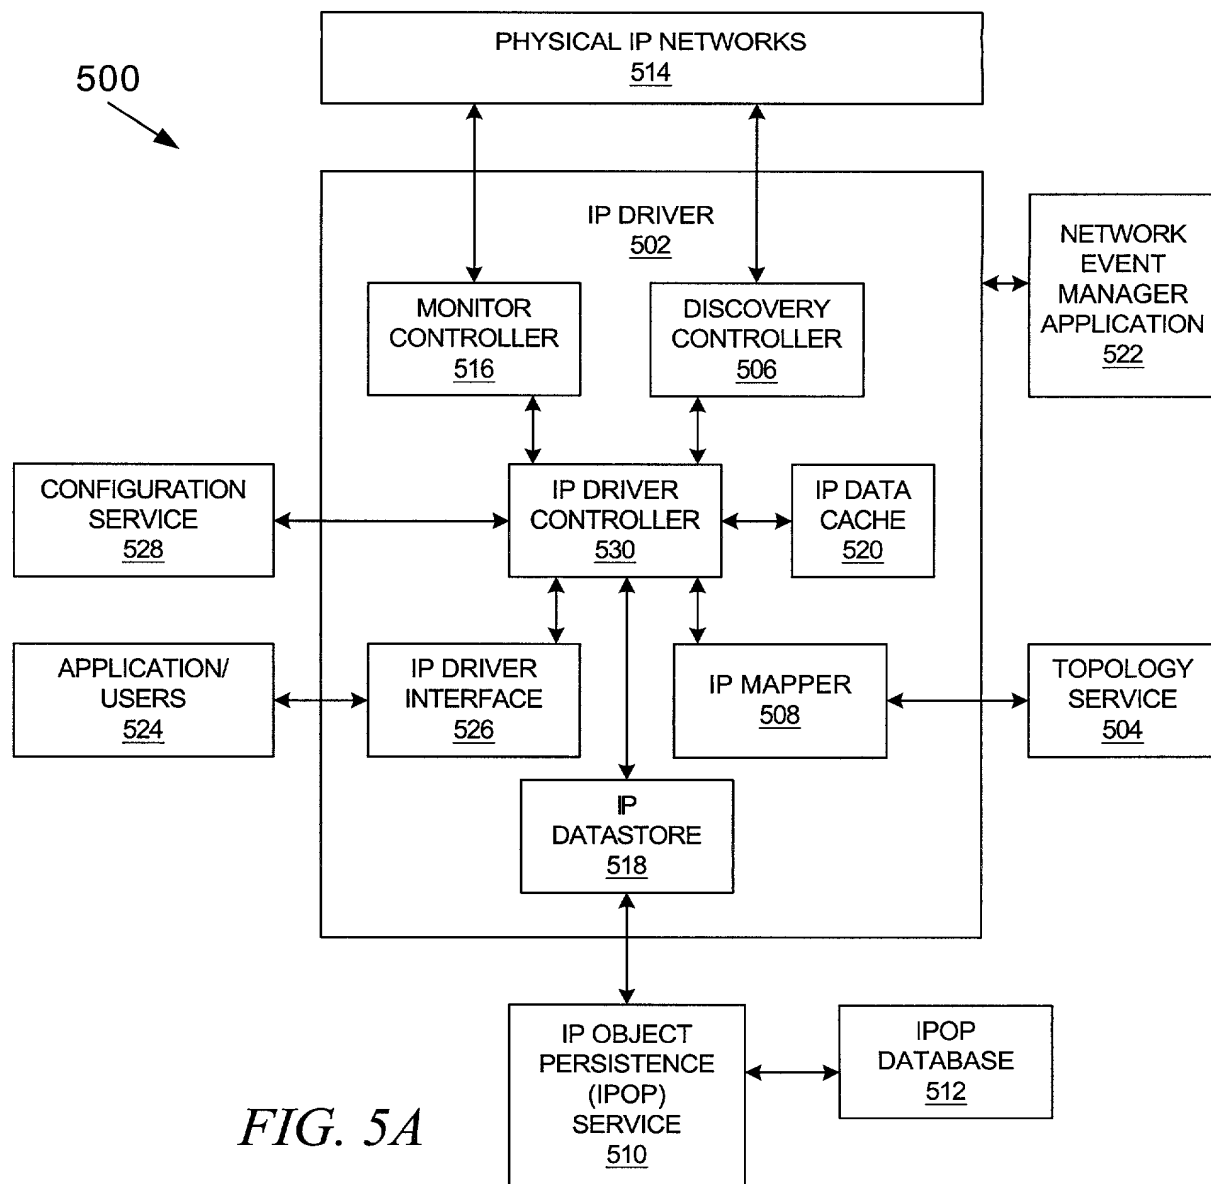 PHYSICAL IP NETWORKS
514
500
IP DRIVER
502
NETWORK
EVENT
MANAGER
APPLICATION
522
MONITOR
CONTROLLER
516
DISCOVERY
CONTROLLER
506
CONFIGURATION
SERVICE
528
IP DRIVER
CONTROLLER
530
IP DATA
CACHE
520
APPLICATION/
USERS
524
IP DRIVER
INTERFACE
526
IP MAPPER
508
TOPOLOGY
SERVICE
504
IP
DATASTORE
518
IP OBJECT
PERSISTENCE
(IPOP)
SERVICE
510
IPOP
DATABASE
512
FIG. 5A